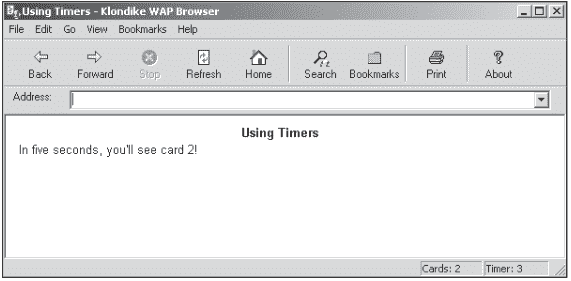 Using Timers - Klondike WAP Browser
File Edit Go View Bookmarks Help
Back Forward Stop Refresh Home Search Bookmarks Print About
Address:
Using Timers
In five seconds, you'll see card 2!
Cards: 2 Timer: 3